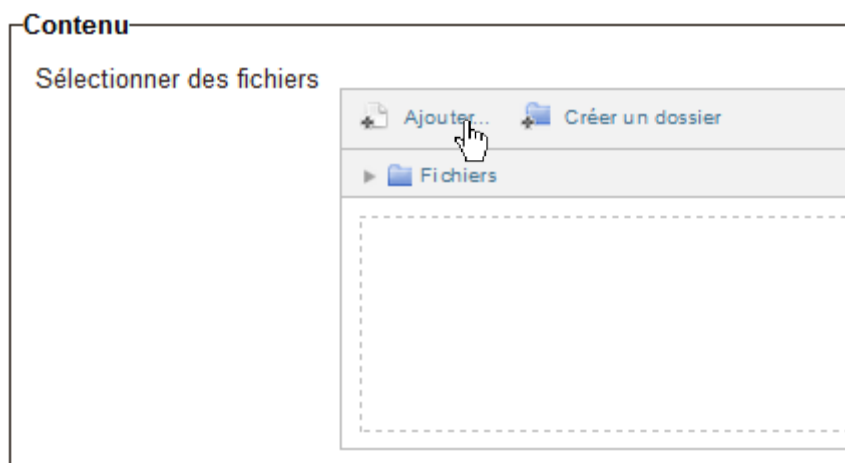 Contenu
Sélectionner des fichiers
Ajouter... Créer un dossier
Fichiers